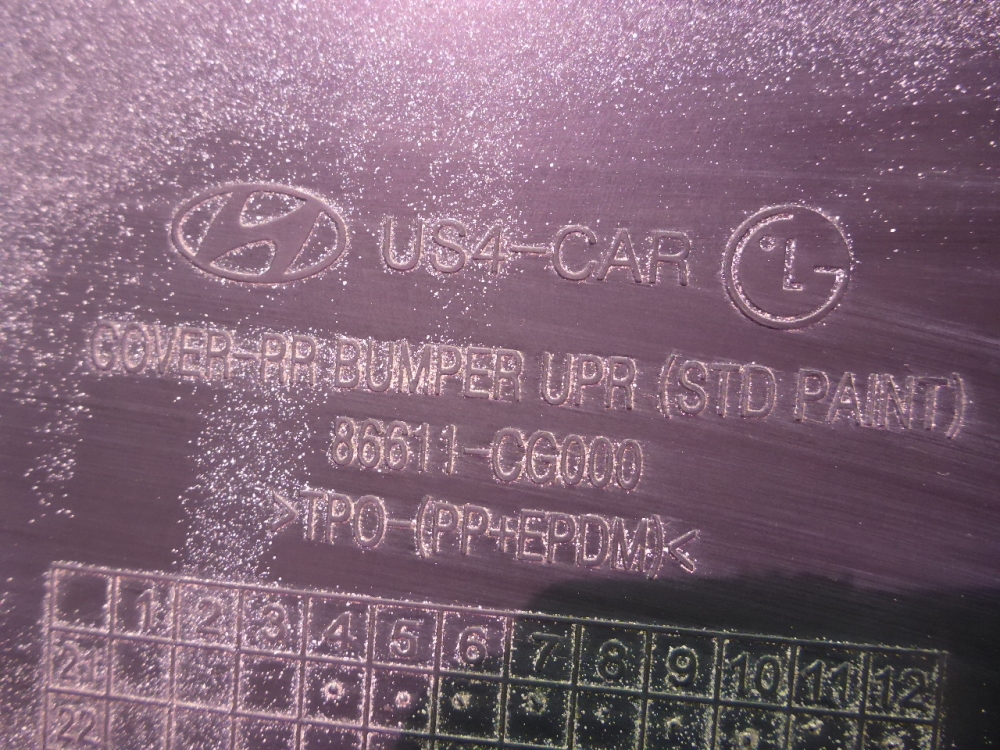 US4-CAR LG
COVER-RR BUMPER UPR (STD PAINT)
86611-CG000
>TPO-(PP+EPDM)<
1 2 3 4 5 6 7 8 9 10 11 12
21
22